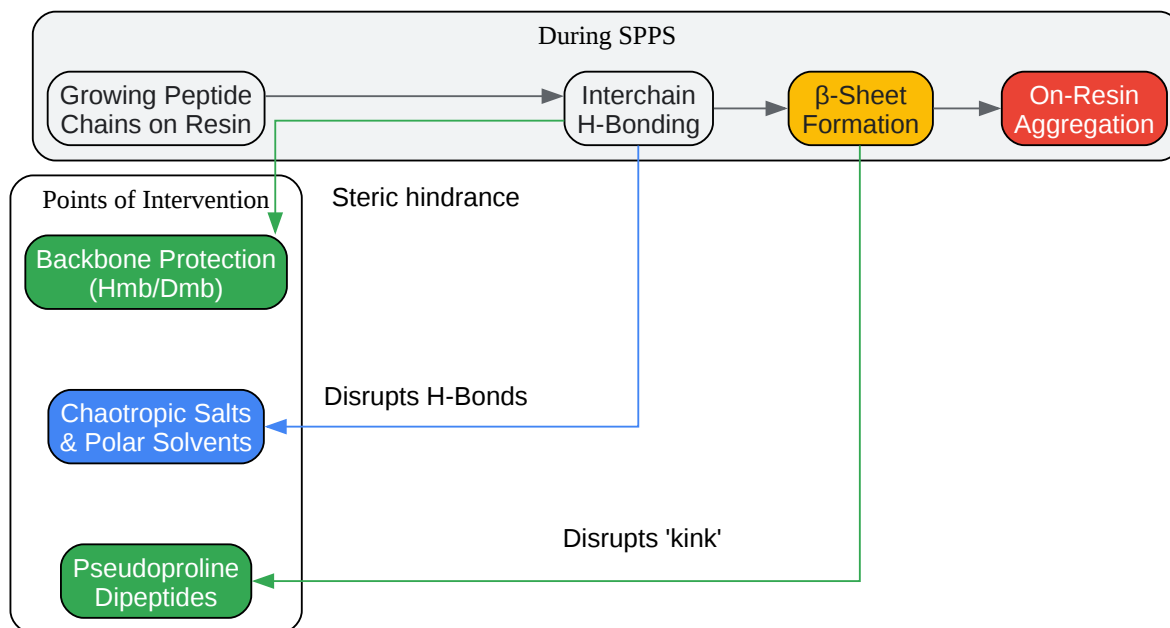 During SPPS
Growing Peptide
Chains on Resin
Interchain
H-Bonding
β-Sheet
Formation
On-Resin
Aggregation
Points of Intervention
Steric hindrance
Backbone Protection
(Hmb/Dmb)
Disrupts H-Bonds
Chaotropic Salts
& Polar Solvents
Disrupts 'kink'
Pseudoproline
Dipeptides